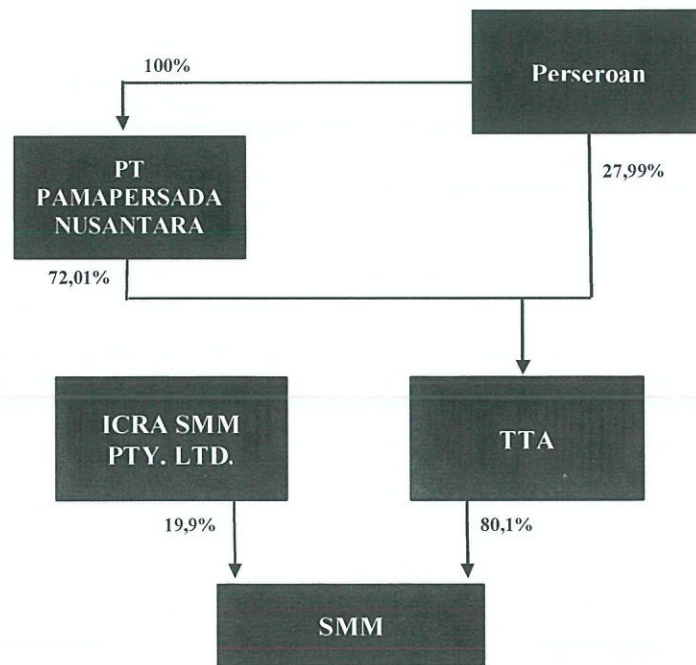 100%
Perseroan
PT
PAMAPERSADA
NUSANTARA
27,99%
72,01%
ICRA SMM
PTY. LTD.
TTA
19,9%
80,1%
SMM